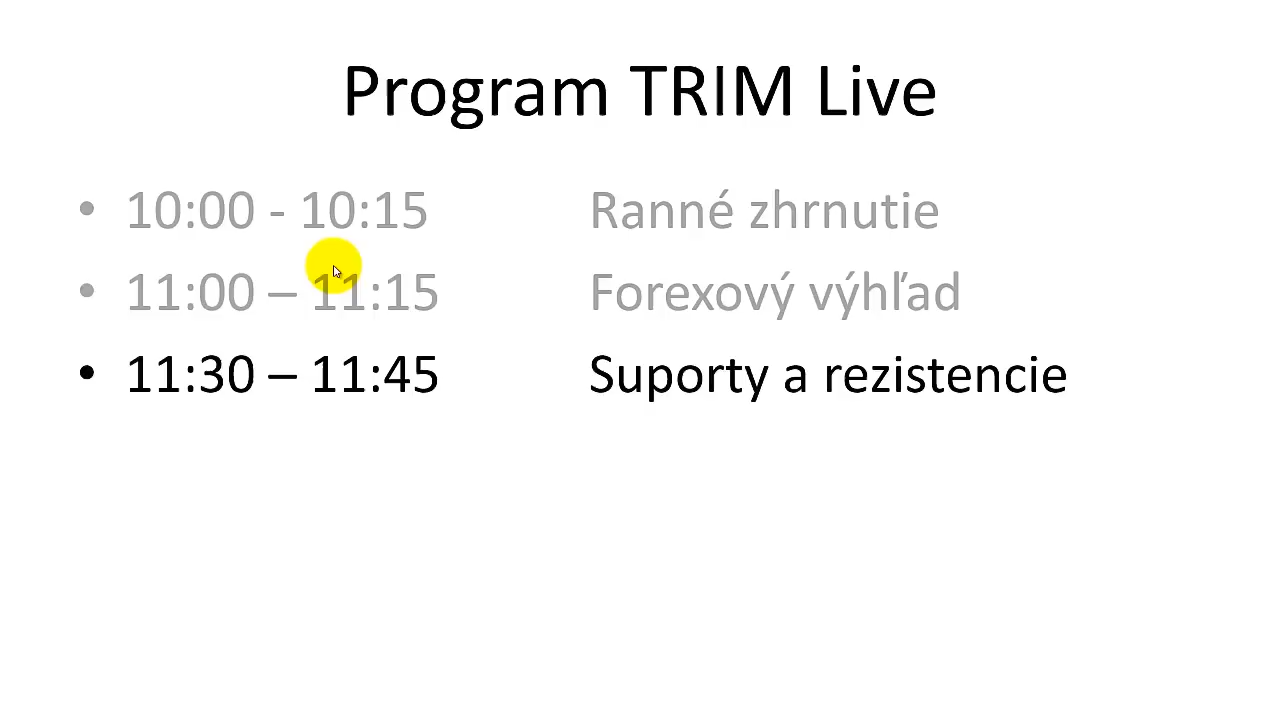 Program TRIM Live
• 10:00 - 10:15 Ranné zhrnutie
• 11:00 – 11:15 Forexový výhľad
• 11:30 – 11:45 Suporty a rezistencie